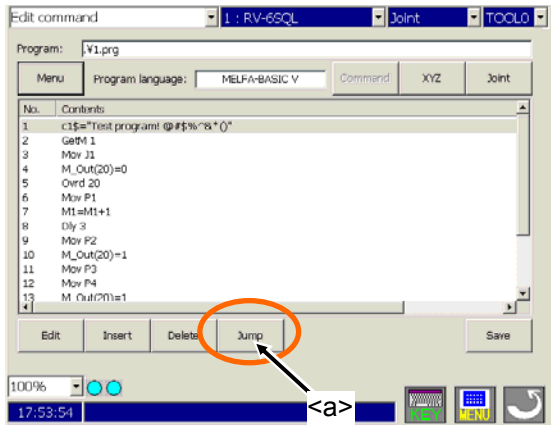 Edit command 1 : RV-6SQL Joint TOOL0
Program: .¥1.prg
Menu Program language: MELFA-BASIC V Command XYZ Joint
No. Contents
1 c1$="Test program! @#$%^&*()"
2 GetM 1
3 Mov J1
4 M_Out(20)=0
5 Ovrd 20
6 Mov P1
7 M1=M1+1
8 Dly 3
9 Mov P2
10 M_Out(20)=1
11 Mov P3
12 Mov P4
13 M_Out(20)=1
Edit Insert Delete Jump Save
100%
<a>
17:53:54 KEY MENU